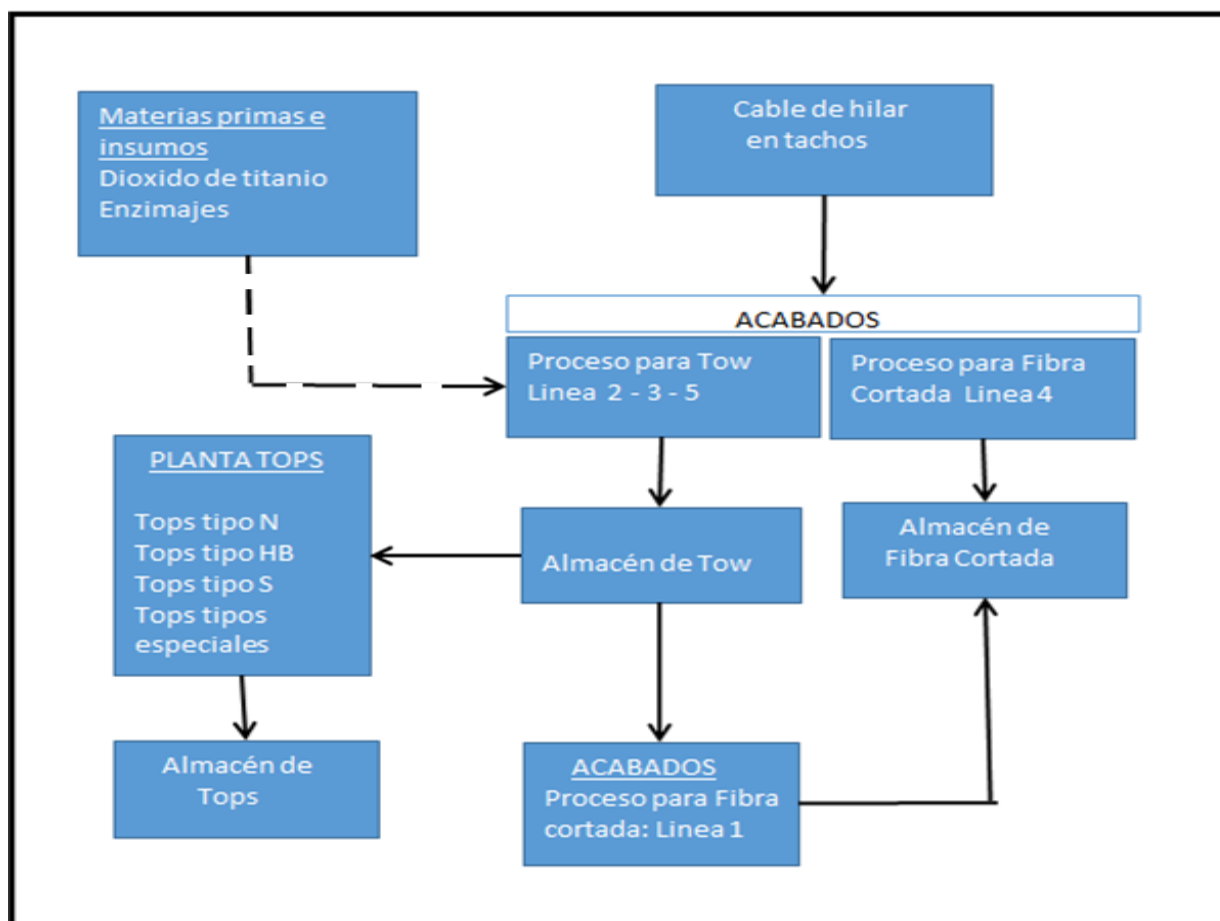 Materias primas e
insumos
Dioxido de titanio
Enzimajes
Cable de hilar
en tachos
ACABADOS
Proceso para Tow
Linea 2 - 3 - 5
Proceso para Fibra
Cortada Linea 4
PLANTA TOPS
Tops tipo N
Tops tipo HB
Tops tipo S
Tops tipos
especiales
Almacén de Tow
Almacén de
Fibra Cortada
Almacén de
Tops
ACABADOS
Proceso para Fibra
cortada: Linea 1